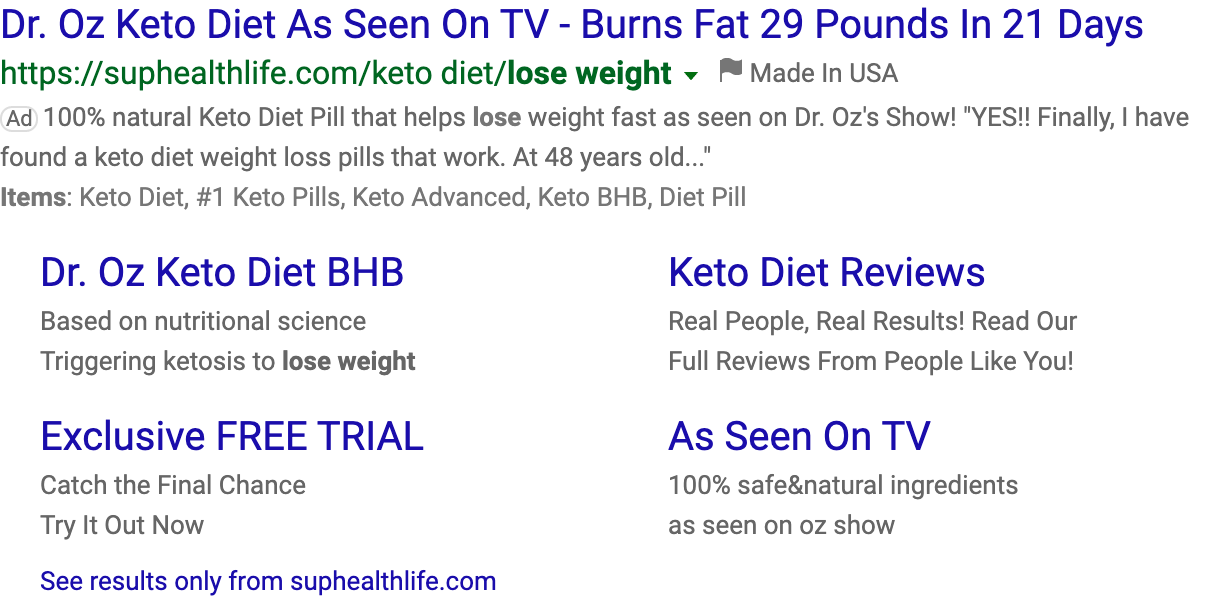 Dr. Oz Keto Diet As Seen On TV - Burns Fat 29 Pounds In 21 Days
https://suphealthlife.com/keto diet/lose weight Made In USA
Ad 100% natural Keto Diet Pill that helps lose weight fast as seen on Dr. Oz's Show! "YES!! Finally, I have
found a keto diet weight loss pills that work. At 48 years old..."
Items: Keto Diet, #1 Keto Pills, Keto Advanced, Keto BHB, Diet Pill
Dr. Oz Keto Diet BHB
Based on nutritional science
Triggering ketosis to lose weight
Keto Diet Reviews
Real People, Real Results! Read Our
Full Reviews From People Like You!
Exclusive FREE TRIAL
Catch the Final Chance
Try It Out Now
As Seen On TV
100% safe&natural ingredients
as seen on oz show
See results only from suphealthlife.com